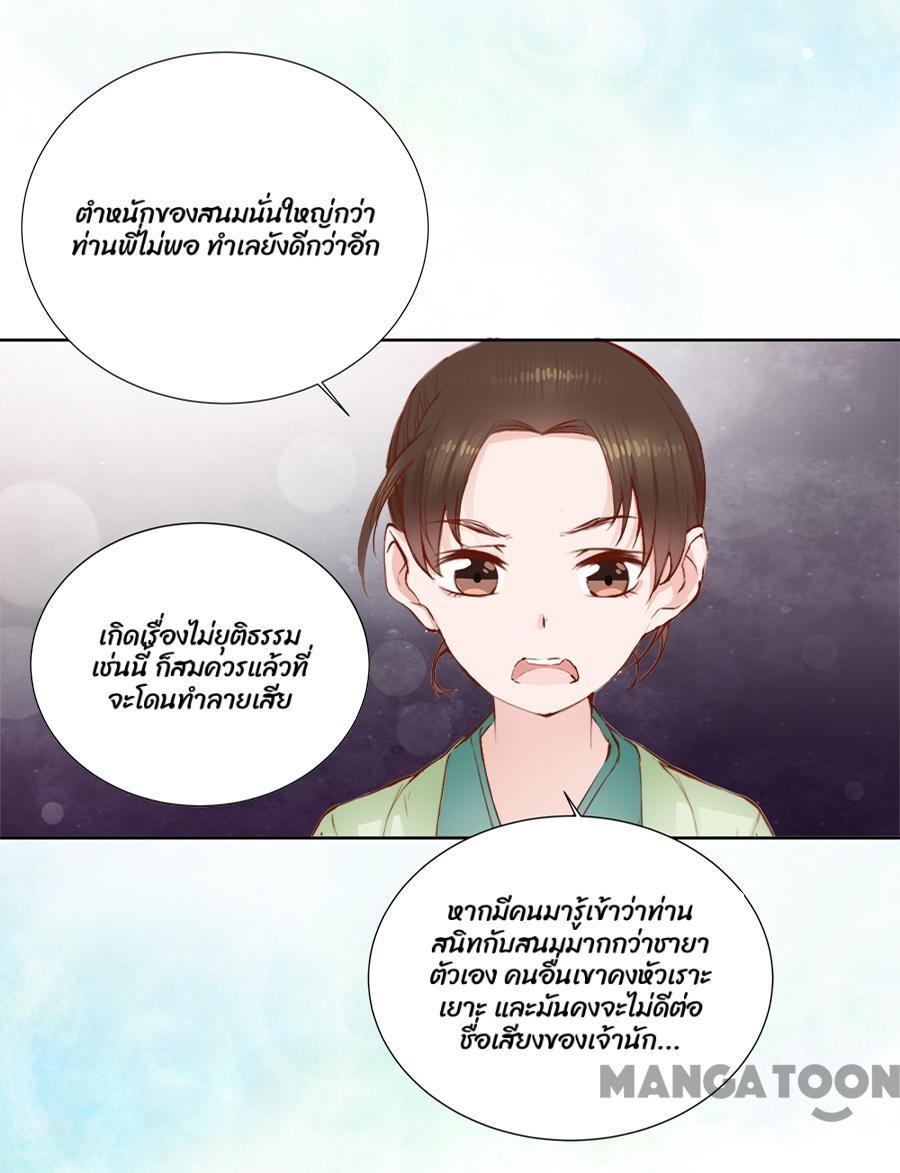 ตำหนักของสนมนั่นใหญ่กว่า
ท่านพี่ไม่พอ ทำเลยังดีกว่าอีก
เกิดเรื่องไม่ยุติธรรม
เช่นนี้ ก็สมควรแล้วที่
จะโดนทำลายเสีย
หากมีคนมารู้เข้าว่าท่าน
สนิทกับสนมมากกว่าชายา
ตัวเอง คนอื่นเขาคงหัวเราะ
เยาะ และมันคงจะไม่ดีต่อ
ชื่อเสียงของเจ้านัก...
MANGATOON